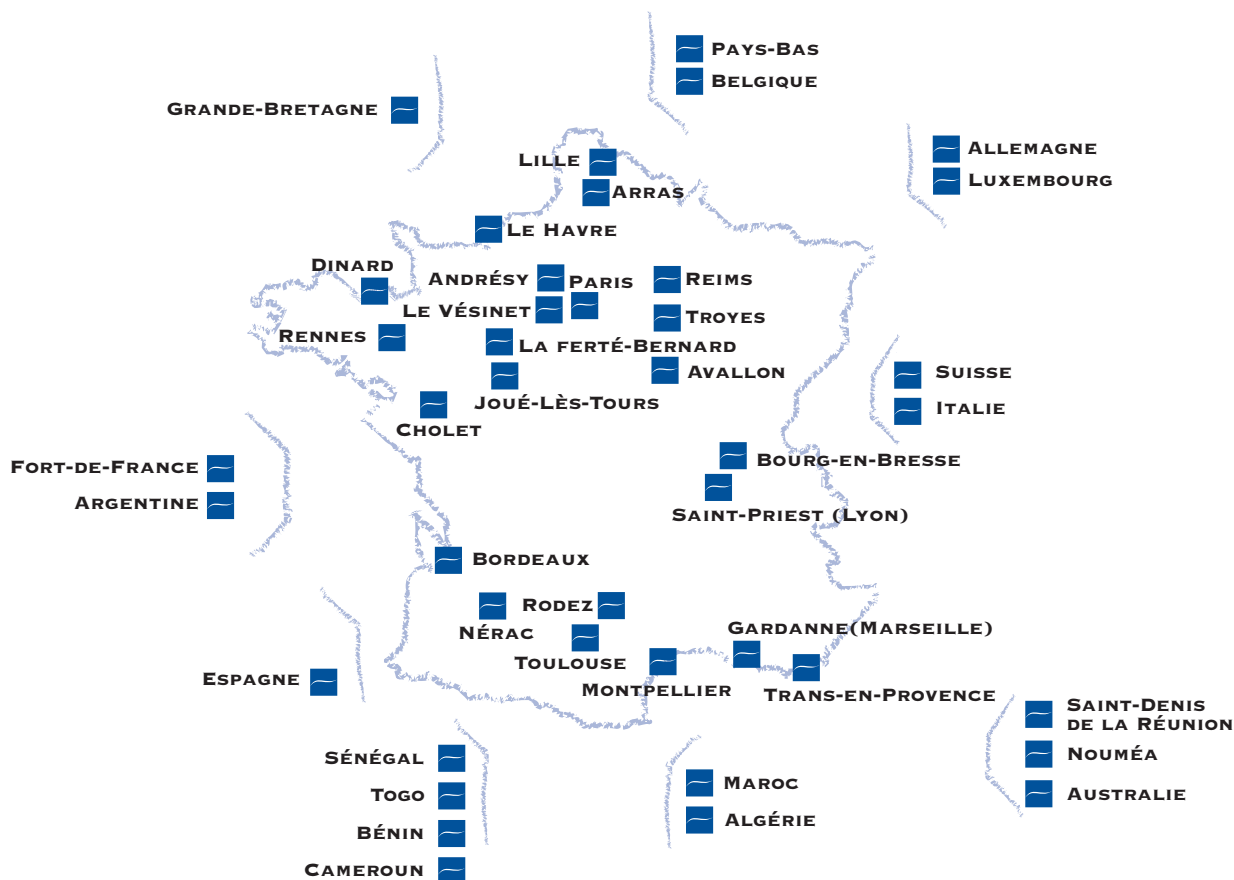 PAYS-BAS
BELGIQUE
GRANDE-BRETAGNE
ALLEMAGNE
LUXEMBOURG
LILLE
ARRAS
LE HAVRE
DINARD
ANDRÉSY
PARIS
REIMS
LE VÉSINET
TROYES
RENNES
LA FERTÉ-BERNARD
AVALLON
SUISSE
JOUÉ-LÈS-TOURS
ITALIE
CHOLET
BOURG-EN-BRESSE
FORT-DE-FRANCE
ARGENTINE
SAINT-PRIEST (LYON)
BORDEAUX
RODEZ
NÉRAC
GARDANNE(MARSEILLE)
TOULOUSE
ESPAGNE
MONTPELLIER
TRANS-EN-PROVENCE
SAINT-DENIS
DE LA RÉUNION
SÉNÉGAL
NOUMÉA
MAROC
TOGO
AUSTRALIE
ALGÉRIE
BÉNIN
CAMEROUN